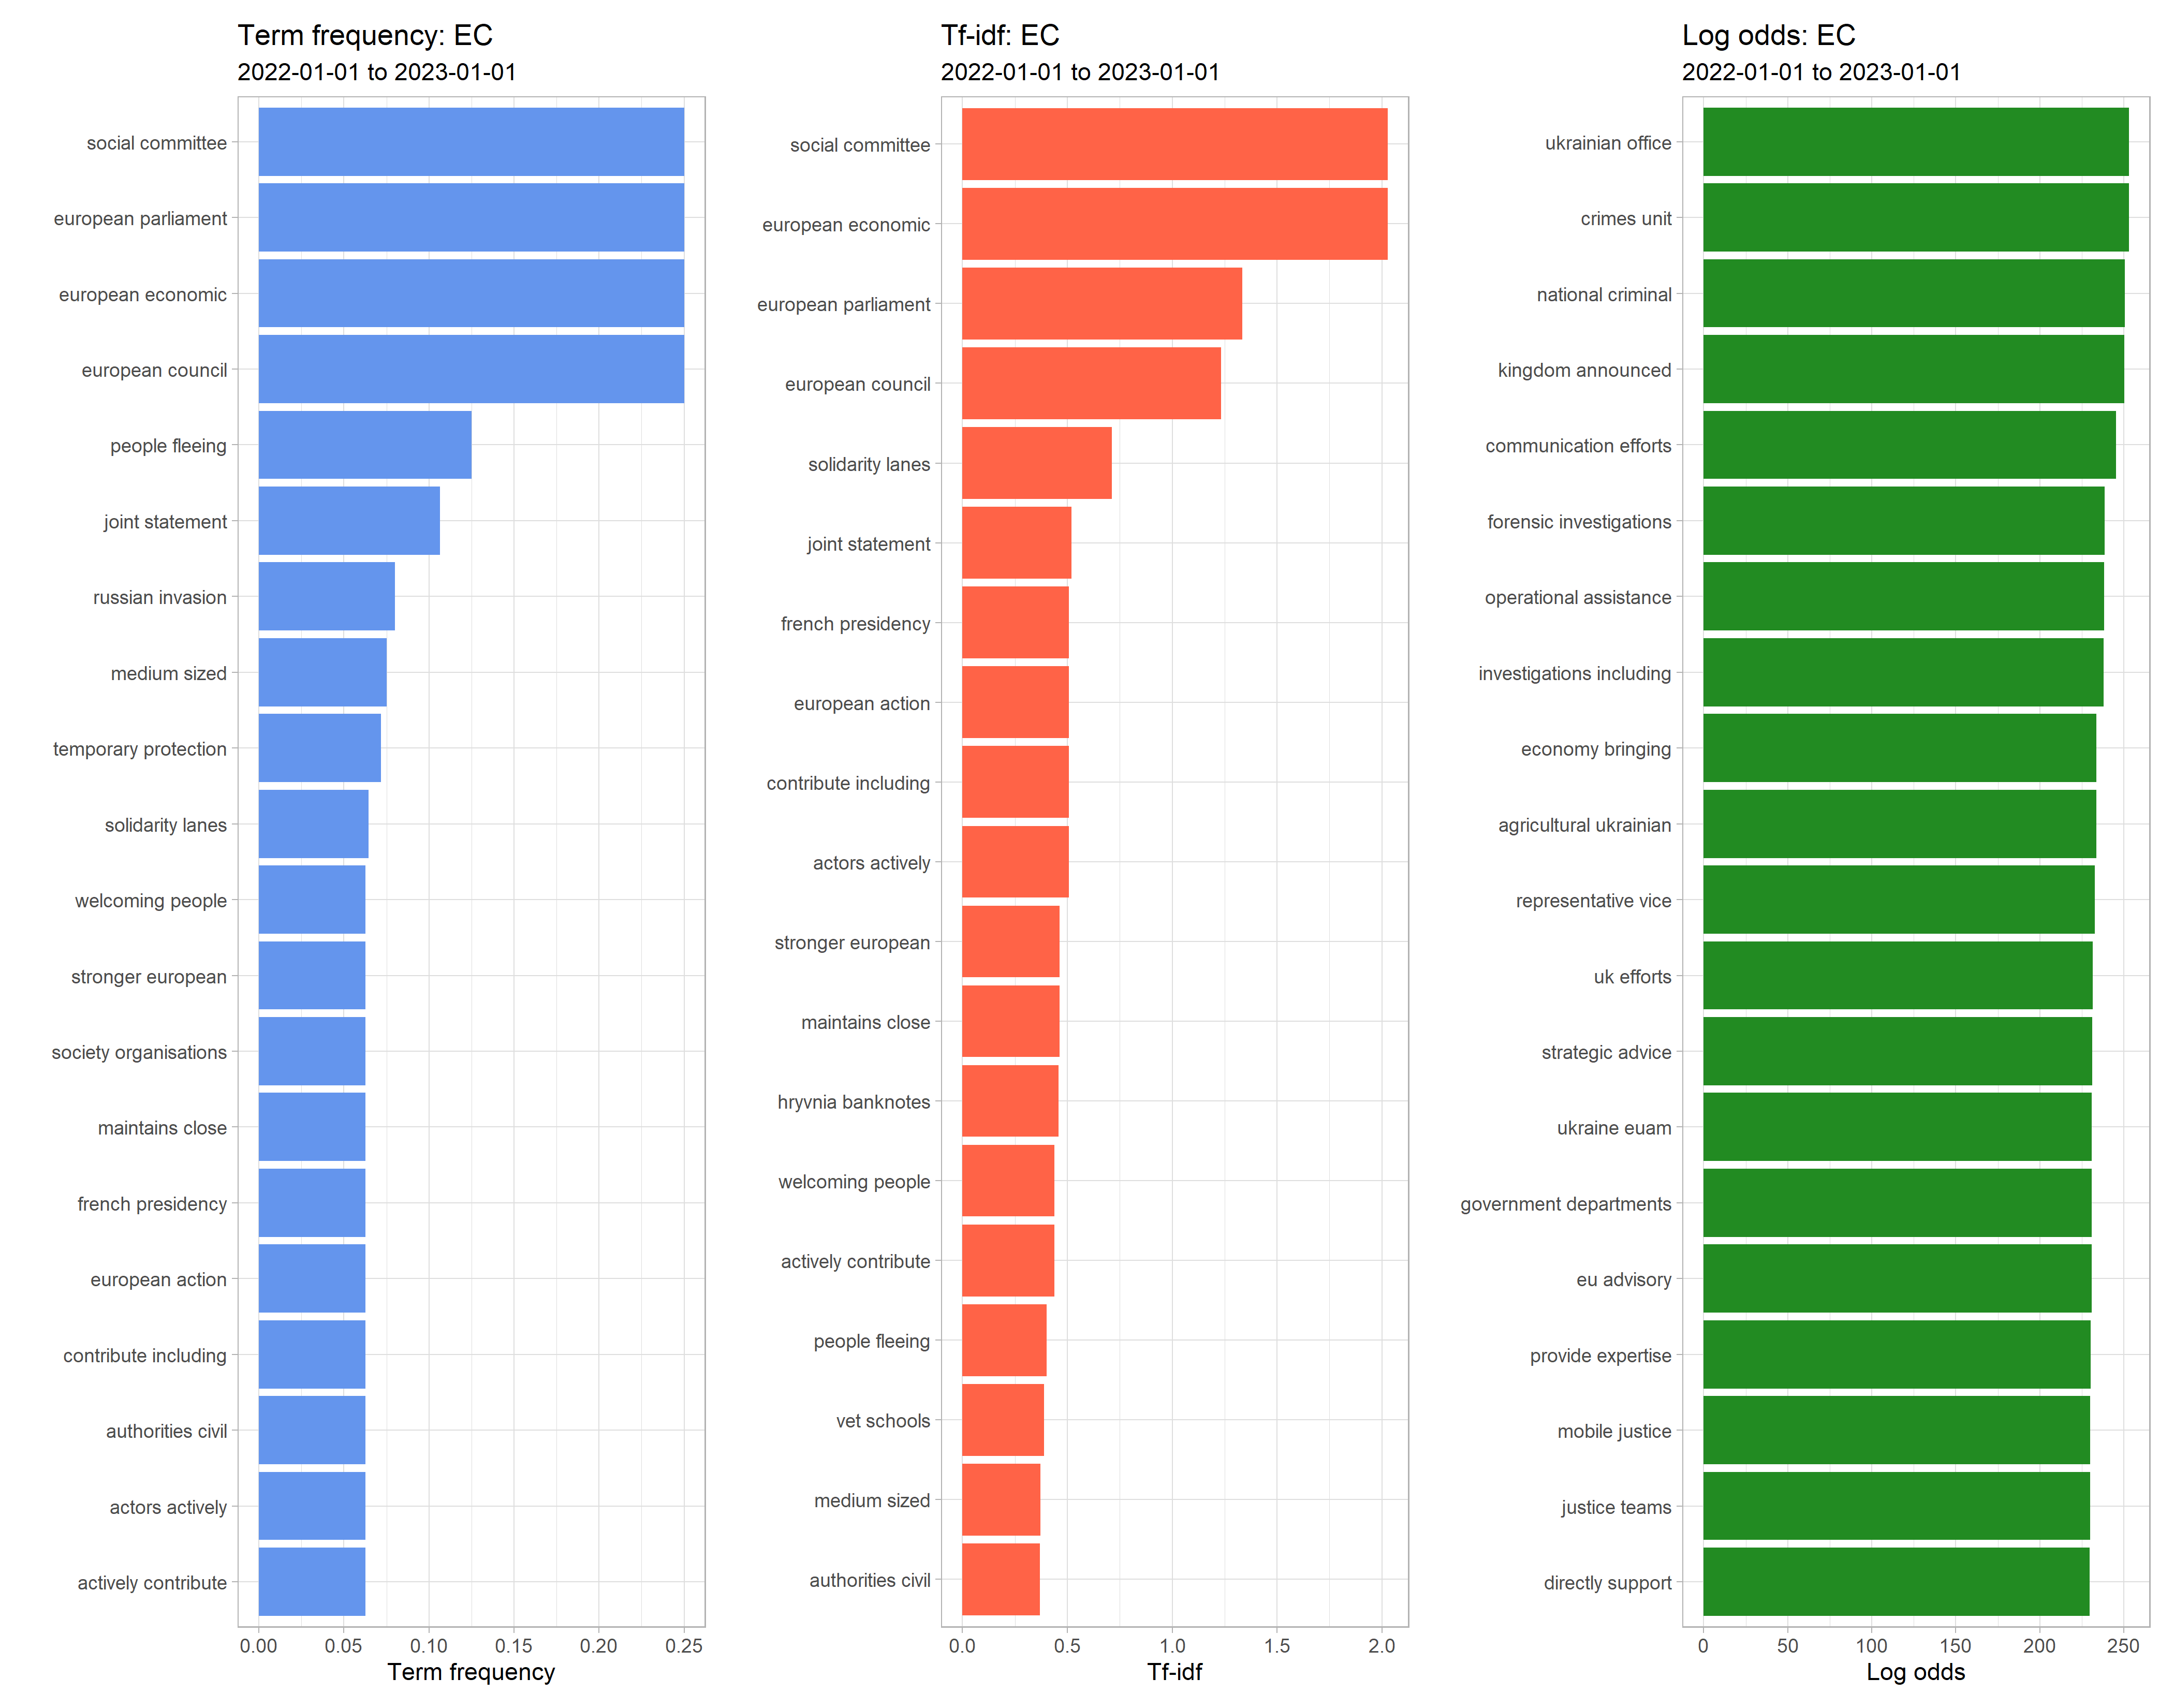 Term frequency: EC
2022-01-01 to 2023-01-01
social committee
european parliament
european economic
european council
people fleeing
joint statement
russian invasion
medium sized
temporary protection
solidarity lanes
welcoming people
stronger european
society organisations
maintains close
french presidency
european action
contribute including
authorities civil
actors actively
actively contribute
0.00 0.05 0.10 0.15 0.20 0.25
Term frequency
Tf-idf: EC
2022-01-01 to 2023-01-01
social committee
european economic
european parliament
european council
solidarity lanes
joint statement
french presidency
european action
contribute including
actors actively
stronger european
maintains close
hryvnia banknotes
welcoming people
actively contribute
people fleeing
vet schools
medium sized
authorities civil
0.0 0.5 1.0 1.5 2.0
Tf-idf
Log odds: EC
2022-01-01 to 2023-01-01
ukrainian office
crimes unit
national criminal
kingdom announced
communication efforts
forensic investigations
operational assistance
investigations including
economy bringing
agricultural ukrainian
representative vice
uk efforts
strategic advice
ukraine euam
government departments
eu advisory
provide expertise
mobile justice
justice teams
directly support
0 50 100 150 200 250
Log odds